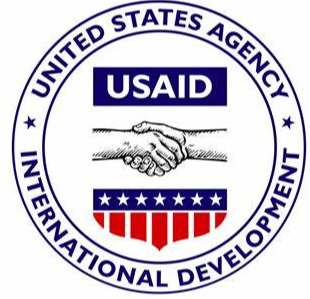 UNITED STATES AGENCY
USAID
INTERNATIONAL DEVELOPMENT